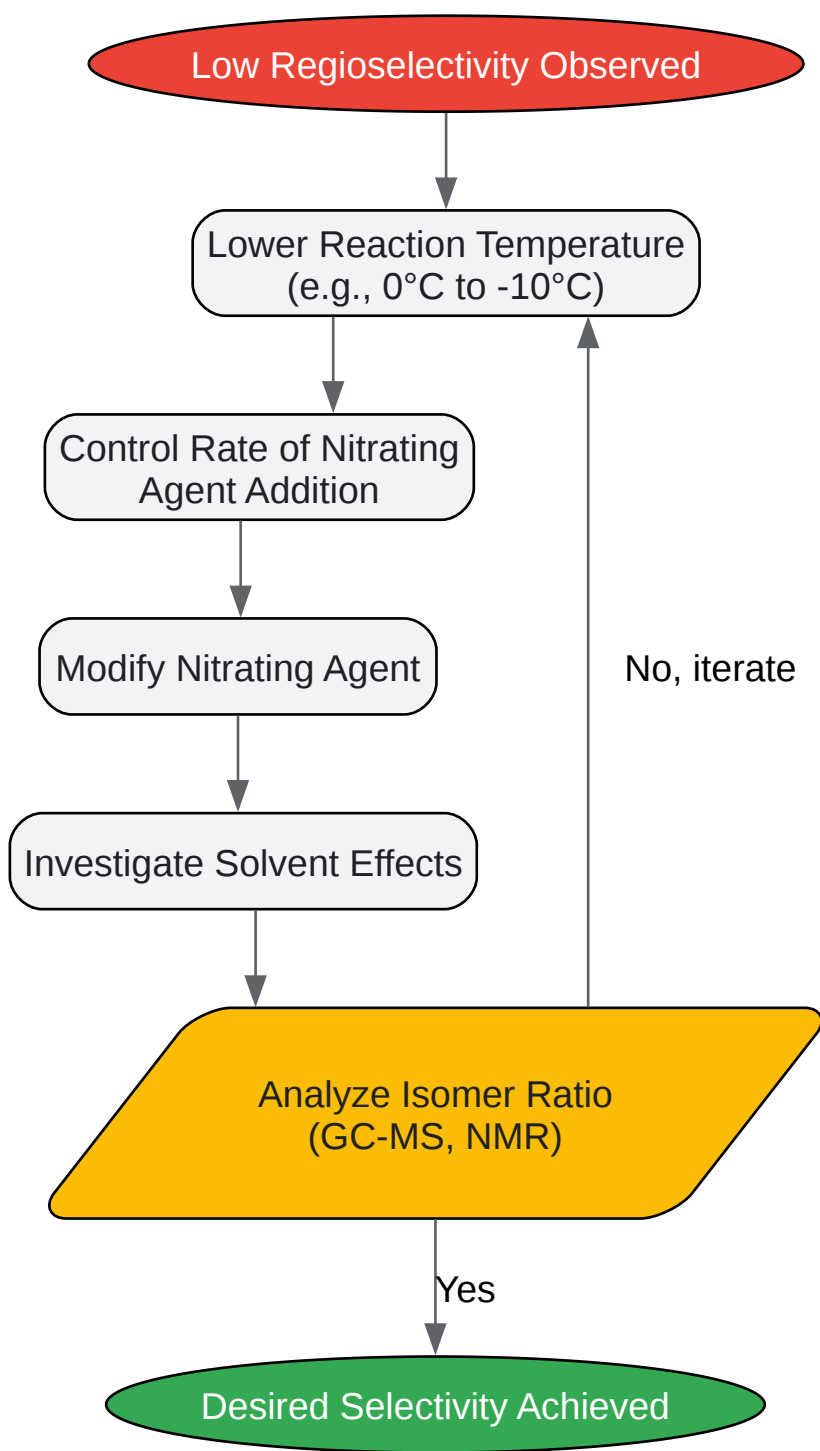 Low Regioselectivity Observed
Lower Reaction Temperature
(e.g., 0°C to -10°C)
Control Rate of Nitrating
Agent Addition
Modify Nitrating Agent
No, iterate
Investigate Solvent Effects
Analyze Isomer Ratio
(GC-MS, NMR)
Yes
Desired Selectivity Achieved